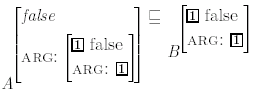 A[false
ARG: [[1] false
ARG: [1]]] ⊑ B[[1] false
ARG: [1]]